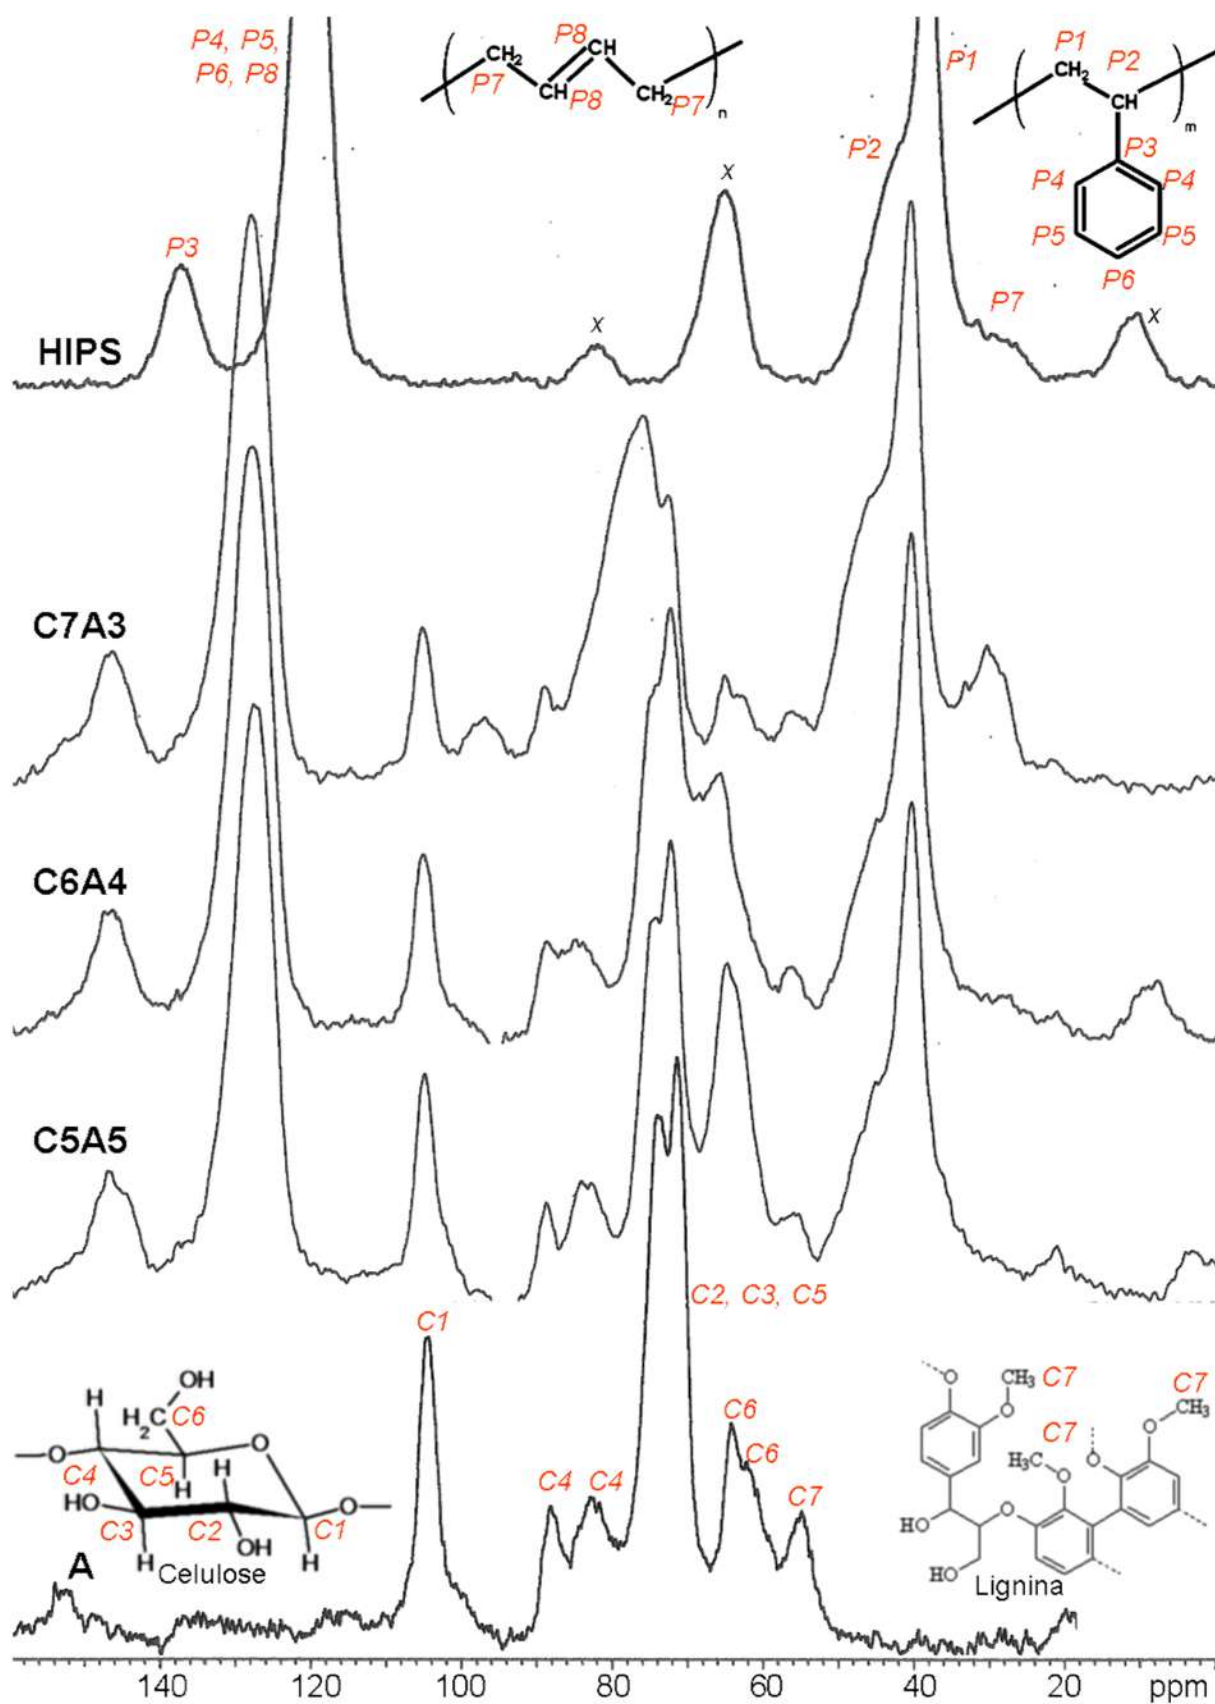 P4, P5,
P6, P8
CH₂
P7
P8
CH
CH
P8
CH₂
P7
n
P1
P1
P2
CH₂
CH
m
P2
P3
P4
P4
P5
P5
P6
P7
X
X
X
P3
HIPS
C7A3
C6A4
C5A5
C2, C3, C5
C1
C6
C6
C4
C4
C7
OH
H
H₂C
C6
O
O
C4
C5
H
H
HO
C3
C2
C1
O
OH
H
H
Celulose
A
O
CH₃
C7
C7
O
CH₃
O
C7
H₃C
O
O
HO
O
HO
Lignina
140
120
100
80
60
40
20
ppm